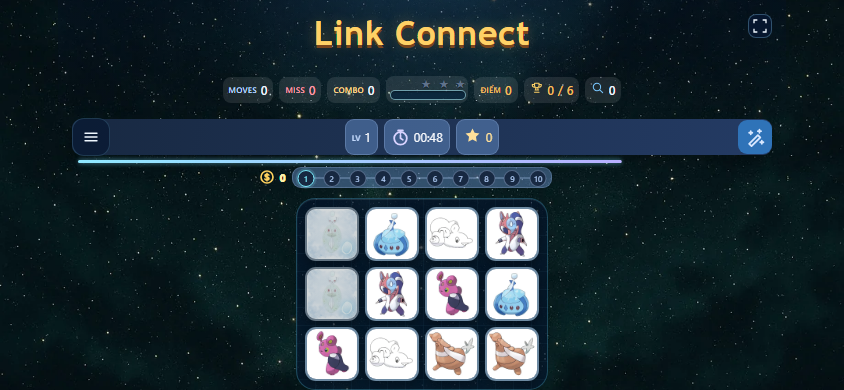 Link Connect
MOVES 0 MISS 0 COMBO 0 ĐIỂM 0 0 / 6 0
LV 1 00:48 0
$ 0 1 2 3 4 5 6 7 8 9 10